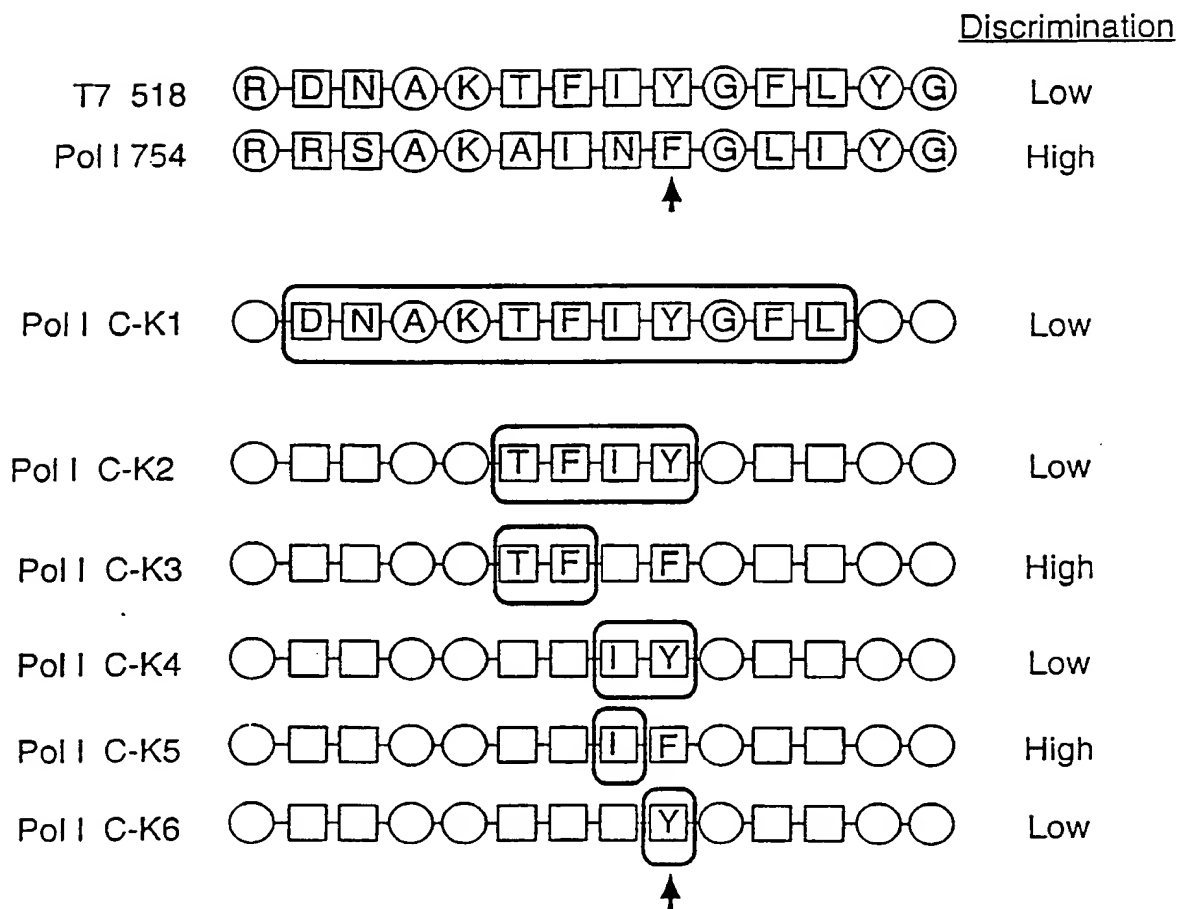 Discrimination
T7 518 R D N A K T F I Y G F L Y G Low
Pol I 754 R R S A K A I N F G L I Y G High
Pol I C-K1 D N A K T F I Y G F L Low
Pol I C-K2 T F I Y Low
Pol I C-K3 T F F High
Pol I C-K4 I Y Low
Pol I C-K5 I F High
Pol I C-K6 Y Low